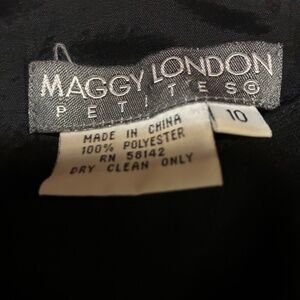 MAGGY LONDON
PETITES®
10
MADE IN CHINA
100% POLYESTER
RN 58142
DRY CLEAN ONLY